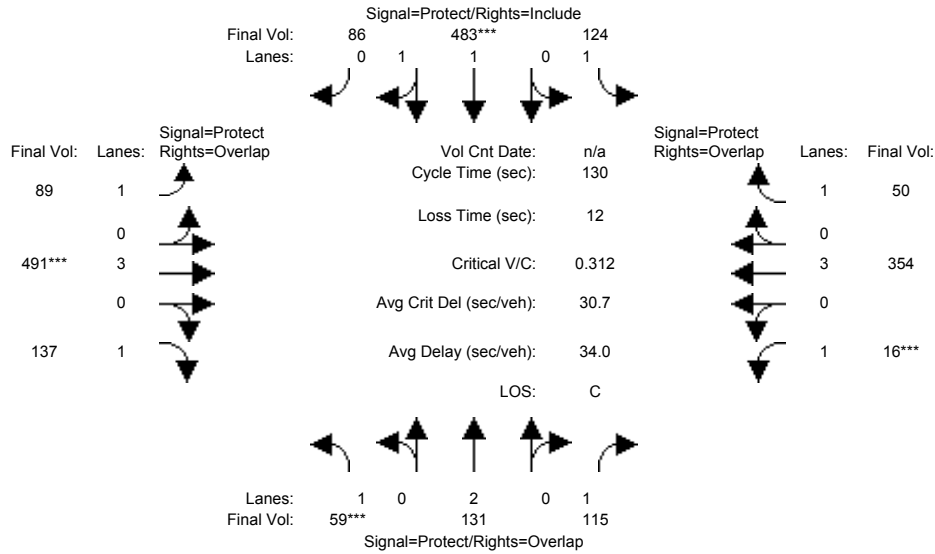 Signal=Protect/Rights=Include
Final Vol: 86 483*** 124
Lanes: 0 1 1 0 1
Signal=Protect
Final Vol: Lanes: Rights=Overlap
Vol Cnt Date: n/a
Signal=Protect
Rights=Overlap Lanes: Final Vol:
Cycle Time (sec): 130
89 1
1 50
Loss Time (sec): 12
0
0
491*** 3
Critical V/C: 0.312
3 354
0
Avg Crit Del (sec/veh): 30.7
0
137 1
Avg Delay (sec/veh): 34.0
1 16***
LOS: C
Lanes: 1 0 2 0 1
Final Vol: 59*** 131 115
Signal=Protect/Rights=Overlap